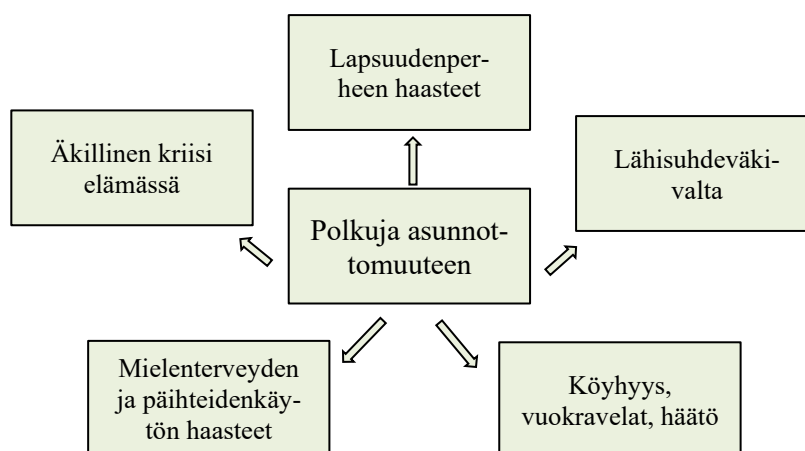 Lapsuudenper-
heen haasteet
Äkillinen kriisi
elämässä
Lähisuhdeväki-
valta
Polkuja asunnot-
tomuuteen
Mielenterveyden
ja päihteidenkäy-
tön haasteet
Köyhyys,
vuokravelat, häätö